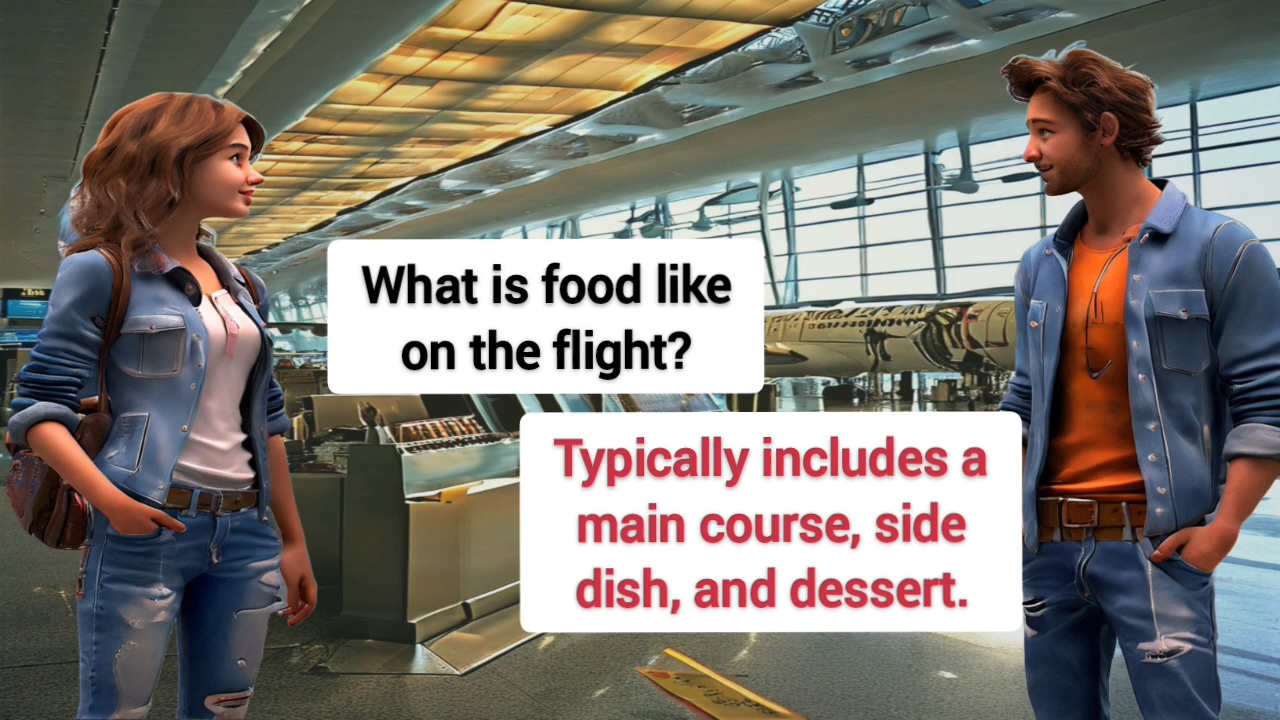 What is food like
on the flight?
Typically includes a
main course, side
dish, and dessert.